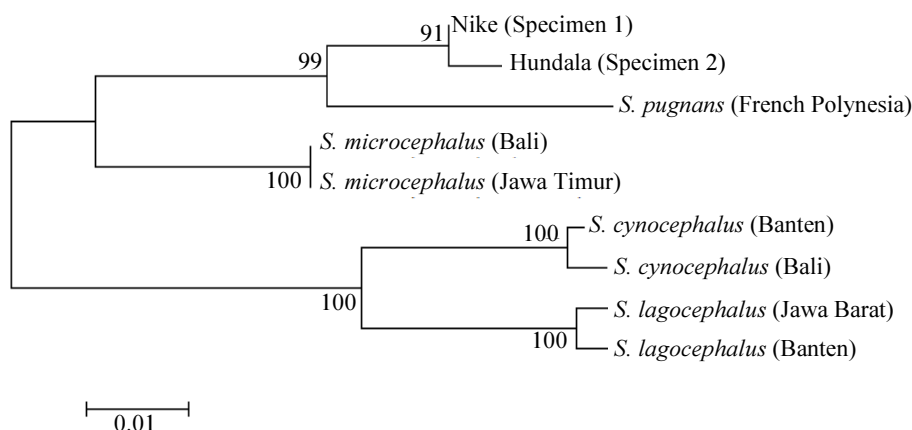 Nike (Specimen 1)
91
Hundala (Specimen 2)
99
S. pugnans (French Polynesia)
S. microcephalus (Bali)
100
S. microcephalus (Jawa Timur)
S. cynocephalus (Banten)
100
S. cynocephalus (Bali)
100
S. lagocephalus (Jawa Barat)
100
S. lagocephalus (Banten)
0.01